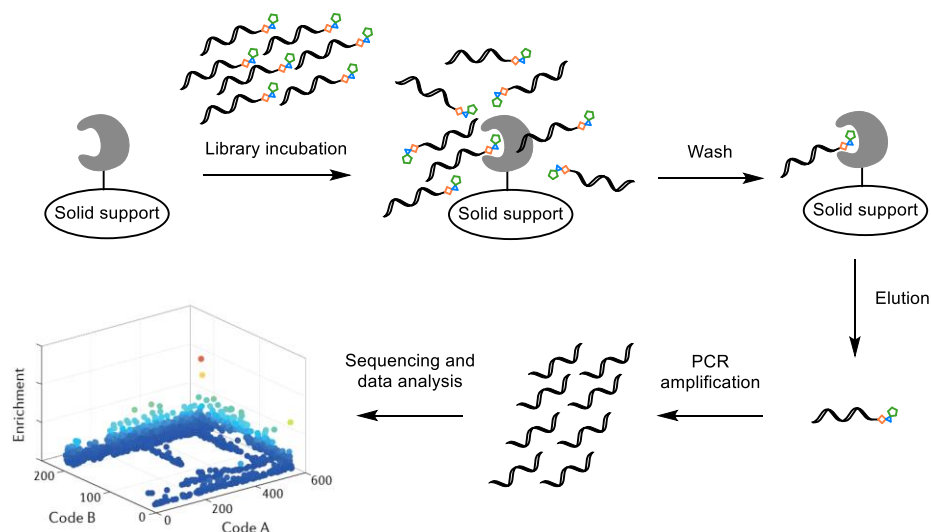 Library incubation
Wash
Solid support
Solid support
Solid support
Elution
PCR
amplification
Sequencing and
data analysis
Enrichment
200
100
0
Code B
0
200
400
600
Code A